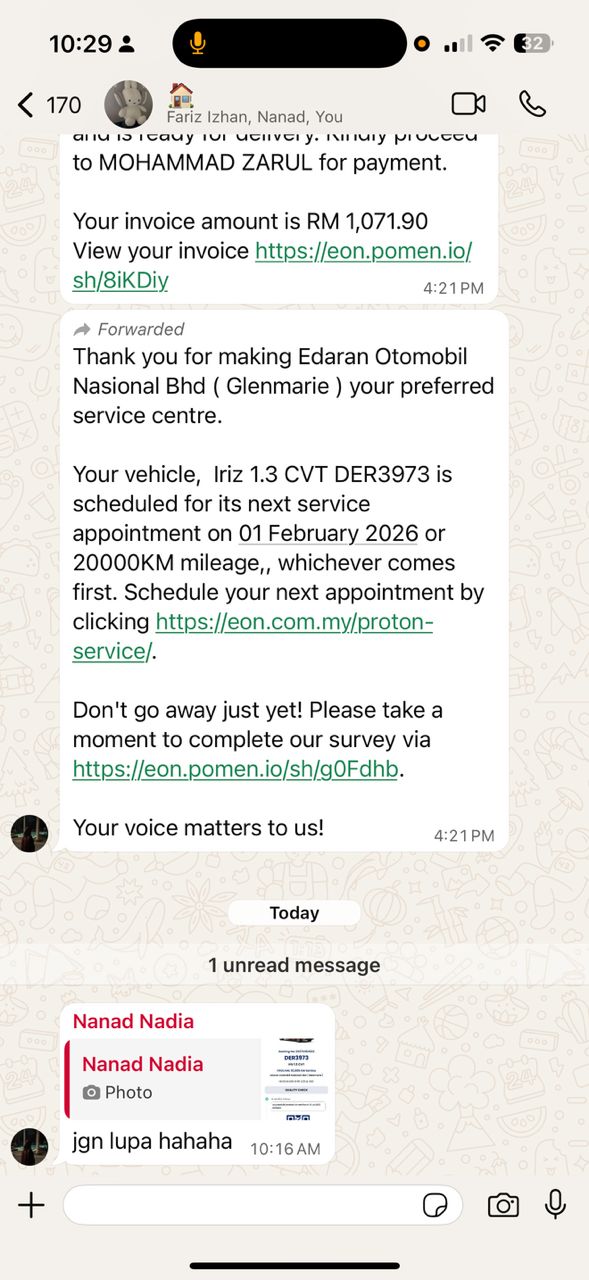 10:29
32
170
Fariz Izhan, Nanad, You
and is ready for delivery. Kindly proceed
to MOHAMMAD ZARUL for payment.
Your invoice amount is RM 1,071.90
View your invoice https://eon.pomen.io/
sh/8iKDiy
4:21 PM
Forwarded
Thank you for making Edaran Otomobil
Nasional Bhd ( Glenmarie ) your preferred
service centre.
Your vehicle,  Iriz 1.3 CVT DER3973 is
scheduled for its next service
appointment on 01 February 2026 or
20000KM mileage,, whichever comes
first. Schedule your next appointment by
clicking https://eon.com.my/proton-
service/.
Don't go away just yet! Please take a
moment to complete our survey via
https://eon.pomen.io/sh/g0Fdhb.
Your voice matters to us!
4:21 PM
Today
1 unread message
Nanad Nadia
Nanad Nadia
Photo
DER3973
jgn lupa hahaha
10:16 AM